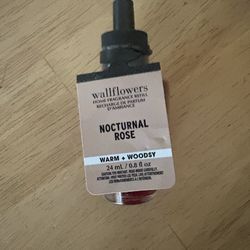 wallflowers
HOME FRAGRANCE REFILL
RECHARGE DE PARFUM
D'AMBIANCE
NOCTURNAL
ROSE
WARM + WOODSY
24 mL / 0.8 fl oz